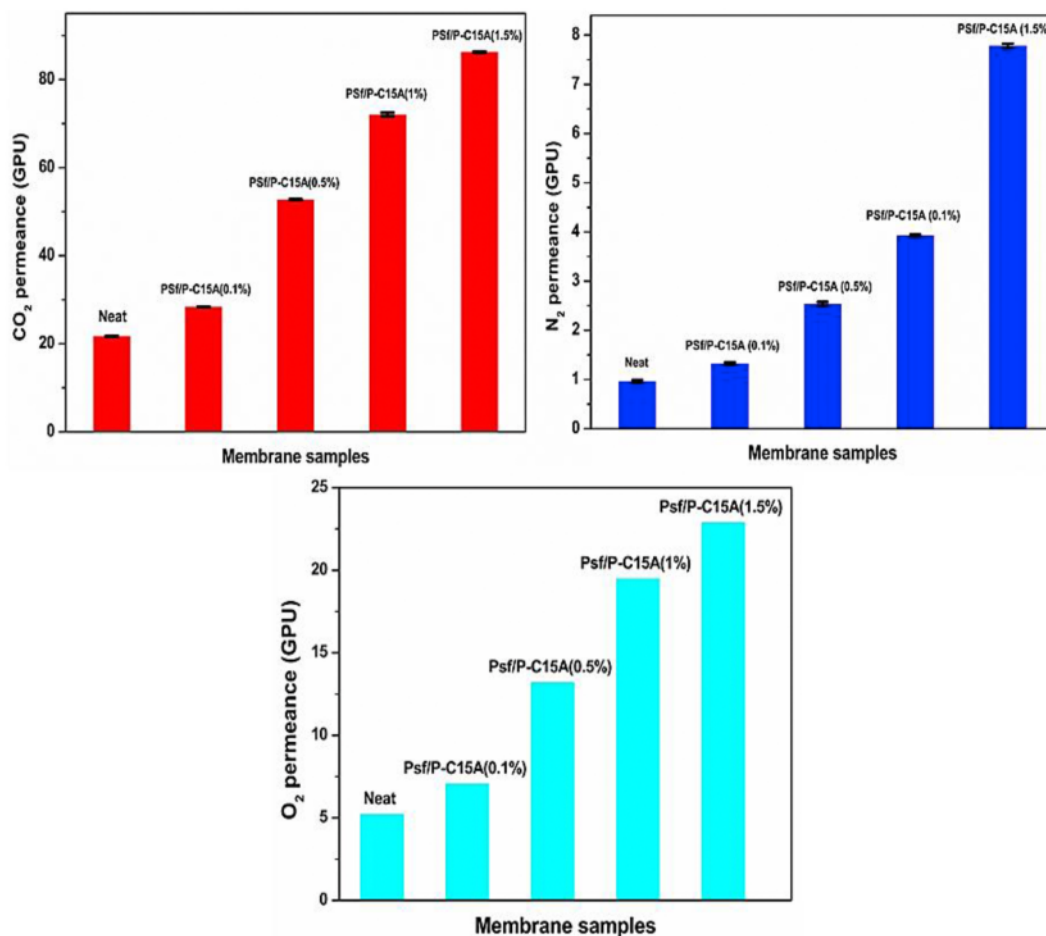 CO2 permeance (GPU)
80
60
40
20
0
Neat
PSf/P-C15A(0.1%)
PSf/P-C15A(0.5%)
PSf/P-C15A(1%)
PSf/P-C15A(1.5%)
Membrane samples
N2 permeance (GPU)
8
7
6
5
4
3
2
1
0
Neat
PSf/P-C15A (0.1%)
PSf/P-C15A (0.5%)
PSf/P-C15A (0.1%)
PSf/P-C15A (1.5%
Membrane samples
O2 permeance (GPU)
25
20
15
10
5
0
Neat
Psf/P-C15A(0.1%)
Psf/P-C15A(0.5%)
Psf/P-C15A(1%)
Psf/P-C15A(1.5%)
Membrane samples